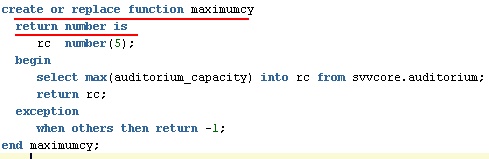 create or replace function maximumcy
return number is
rc number(5);
begin
select max(auditorium_capacity) into rc from svvcore.auditorium;
return rc;
exception
when others then return -1;
end maximumcy;